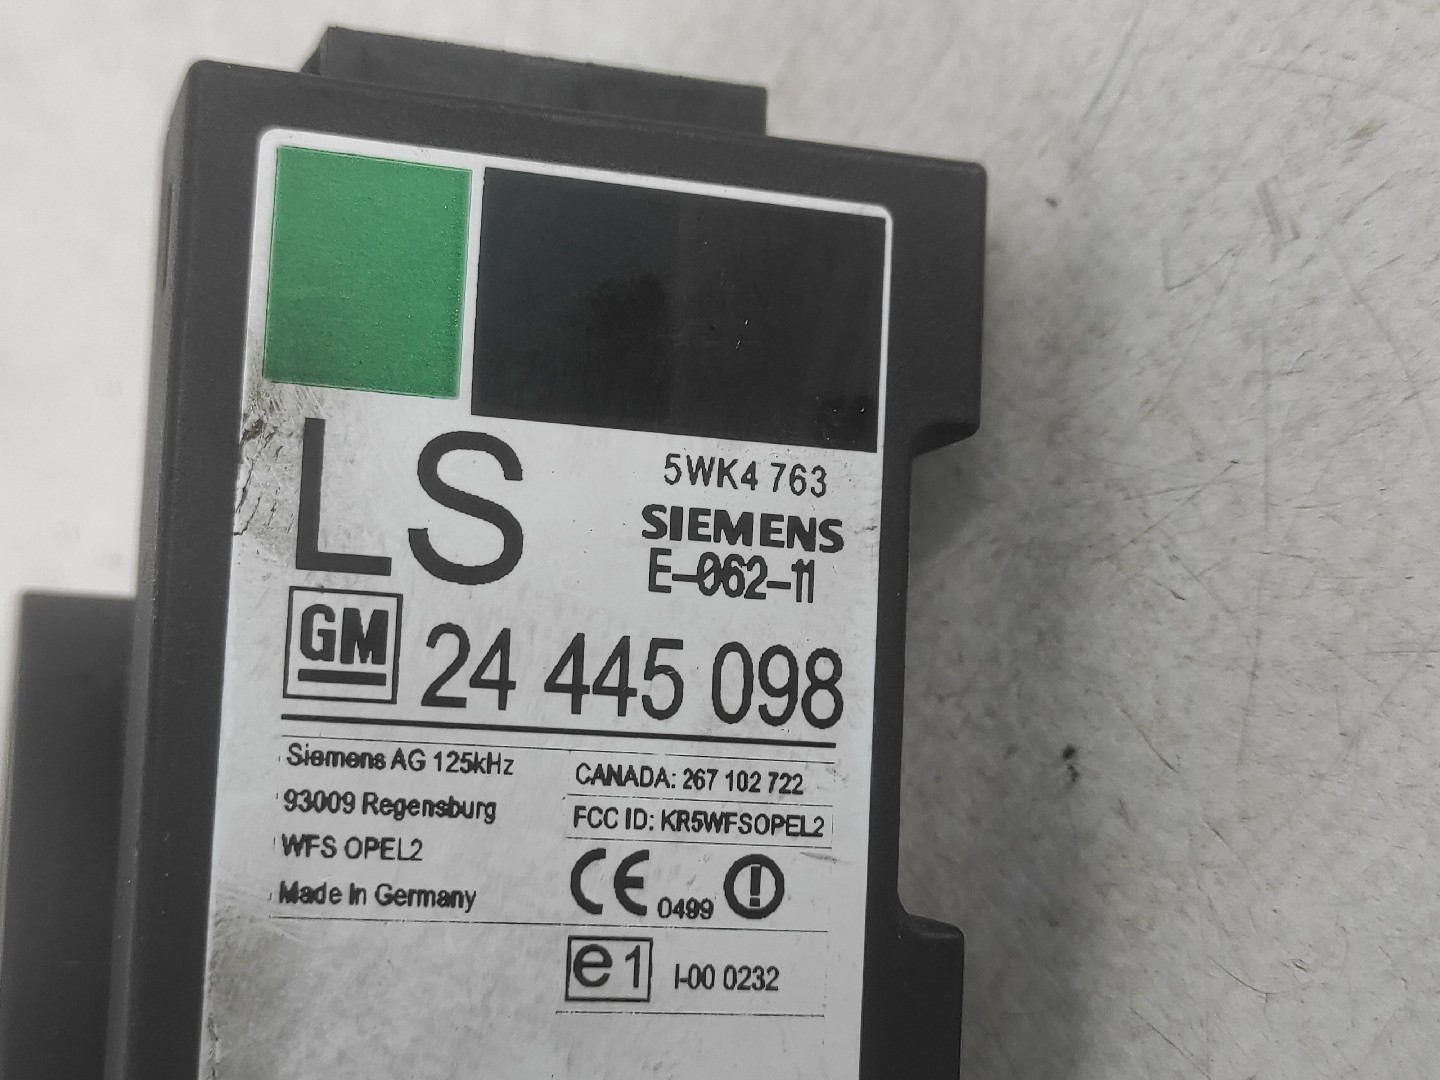 LS
5WK4 763
SIEMENS
E-062-11
GM 24 445 098
Siemens AG 125kHz
93009 Regensburg
WFS OPEL2
Made In Germany
CANADA: 267 102 722
FCC ID: KR5WFSOPEL2
CE 0499
e1 I-00 0232